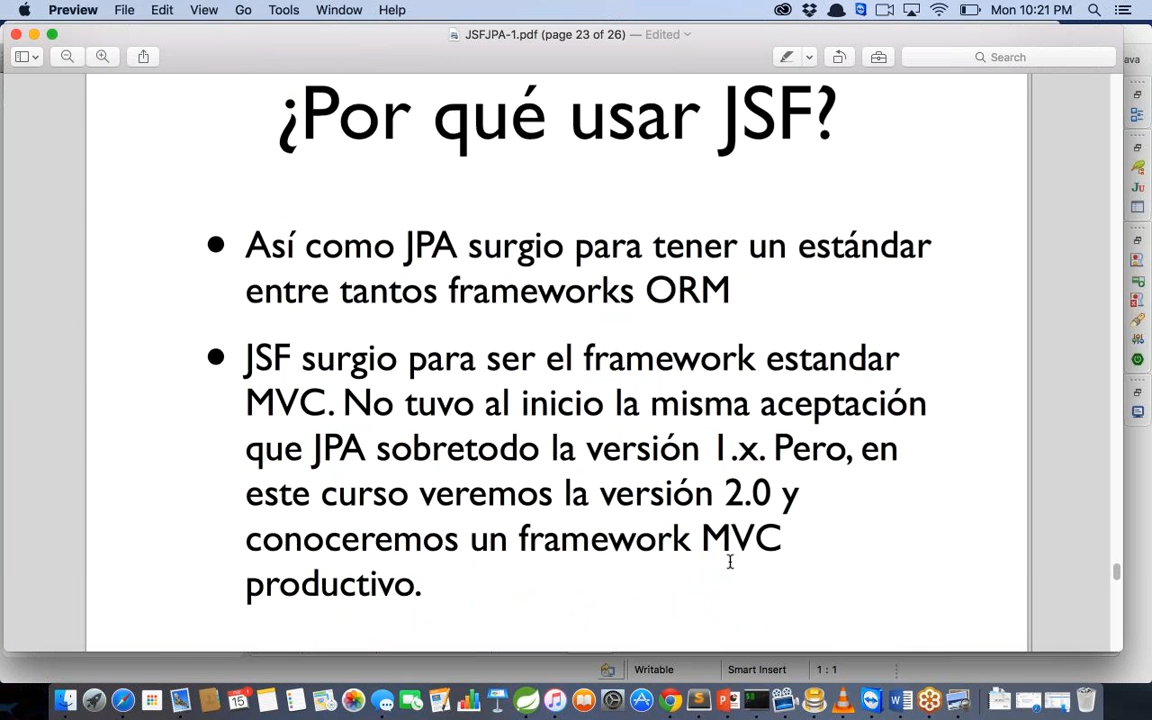 Preview File Edit View Go Tools Window Help Mon 10:21 PM
JSFJPA-1.pdf (page 23 of 26) — Edited
Search
ava
¿Por qué usar JSF?
Ju
• Así como JPA surgio para tener un estándar
entre tantos frameworks ORM
• JSF surgio para ser el framework estandar
MVC. No tuvo al inicio la misma aceptación
que JPA sobretodo la versión 1.x. Pero, en
este curso veremos la versión 2.0 y
conoceremos un framework MVC
productivo.
Writable Smart Insert 1 : 1
15